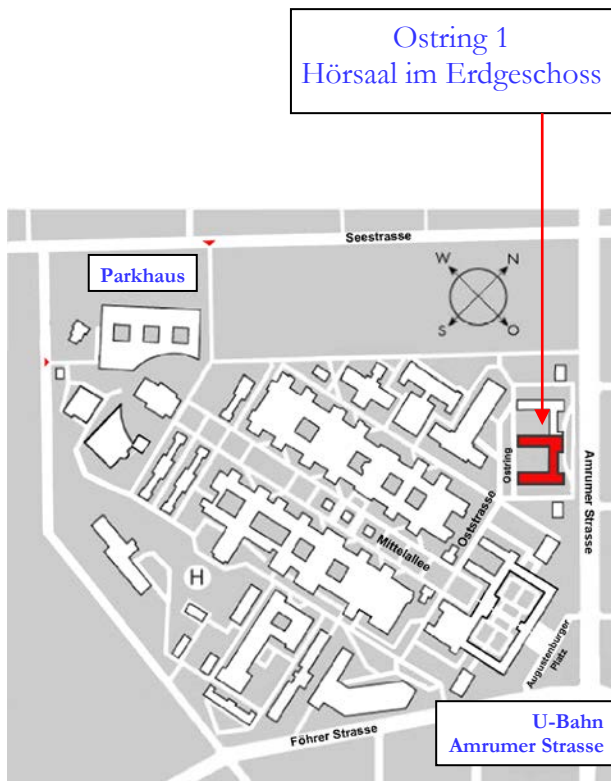 Ostring 1
Hörsaal im Erdgeschoss
Seestrasse
Parkhaus
W
N
S
O
Ostring
Amrumer Strasse
Oststrasse
Mittelallee
H
Augustenburger
Platz
Föhrer Strasse
U-Bahn
Amrumer Strasse